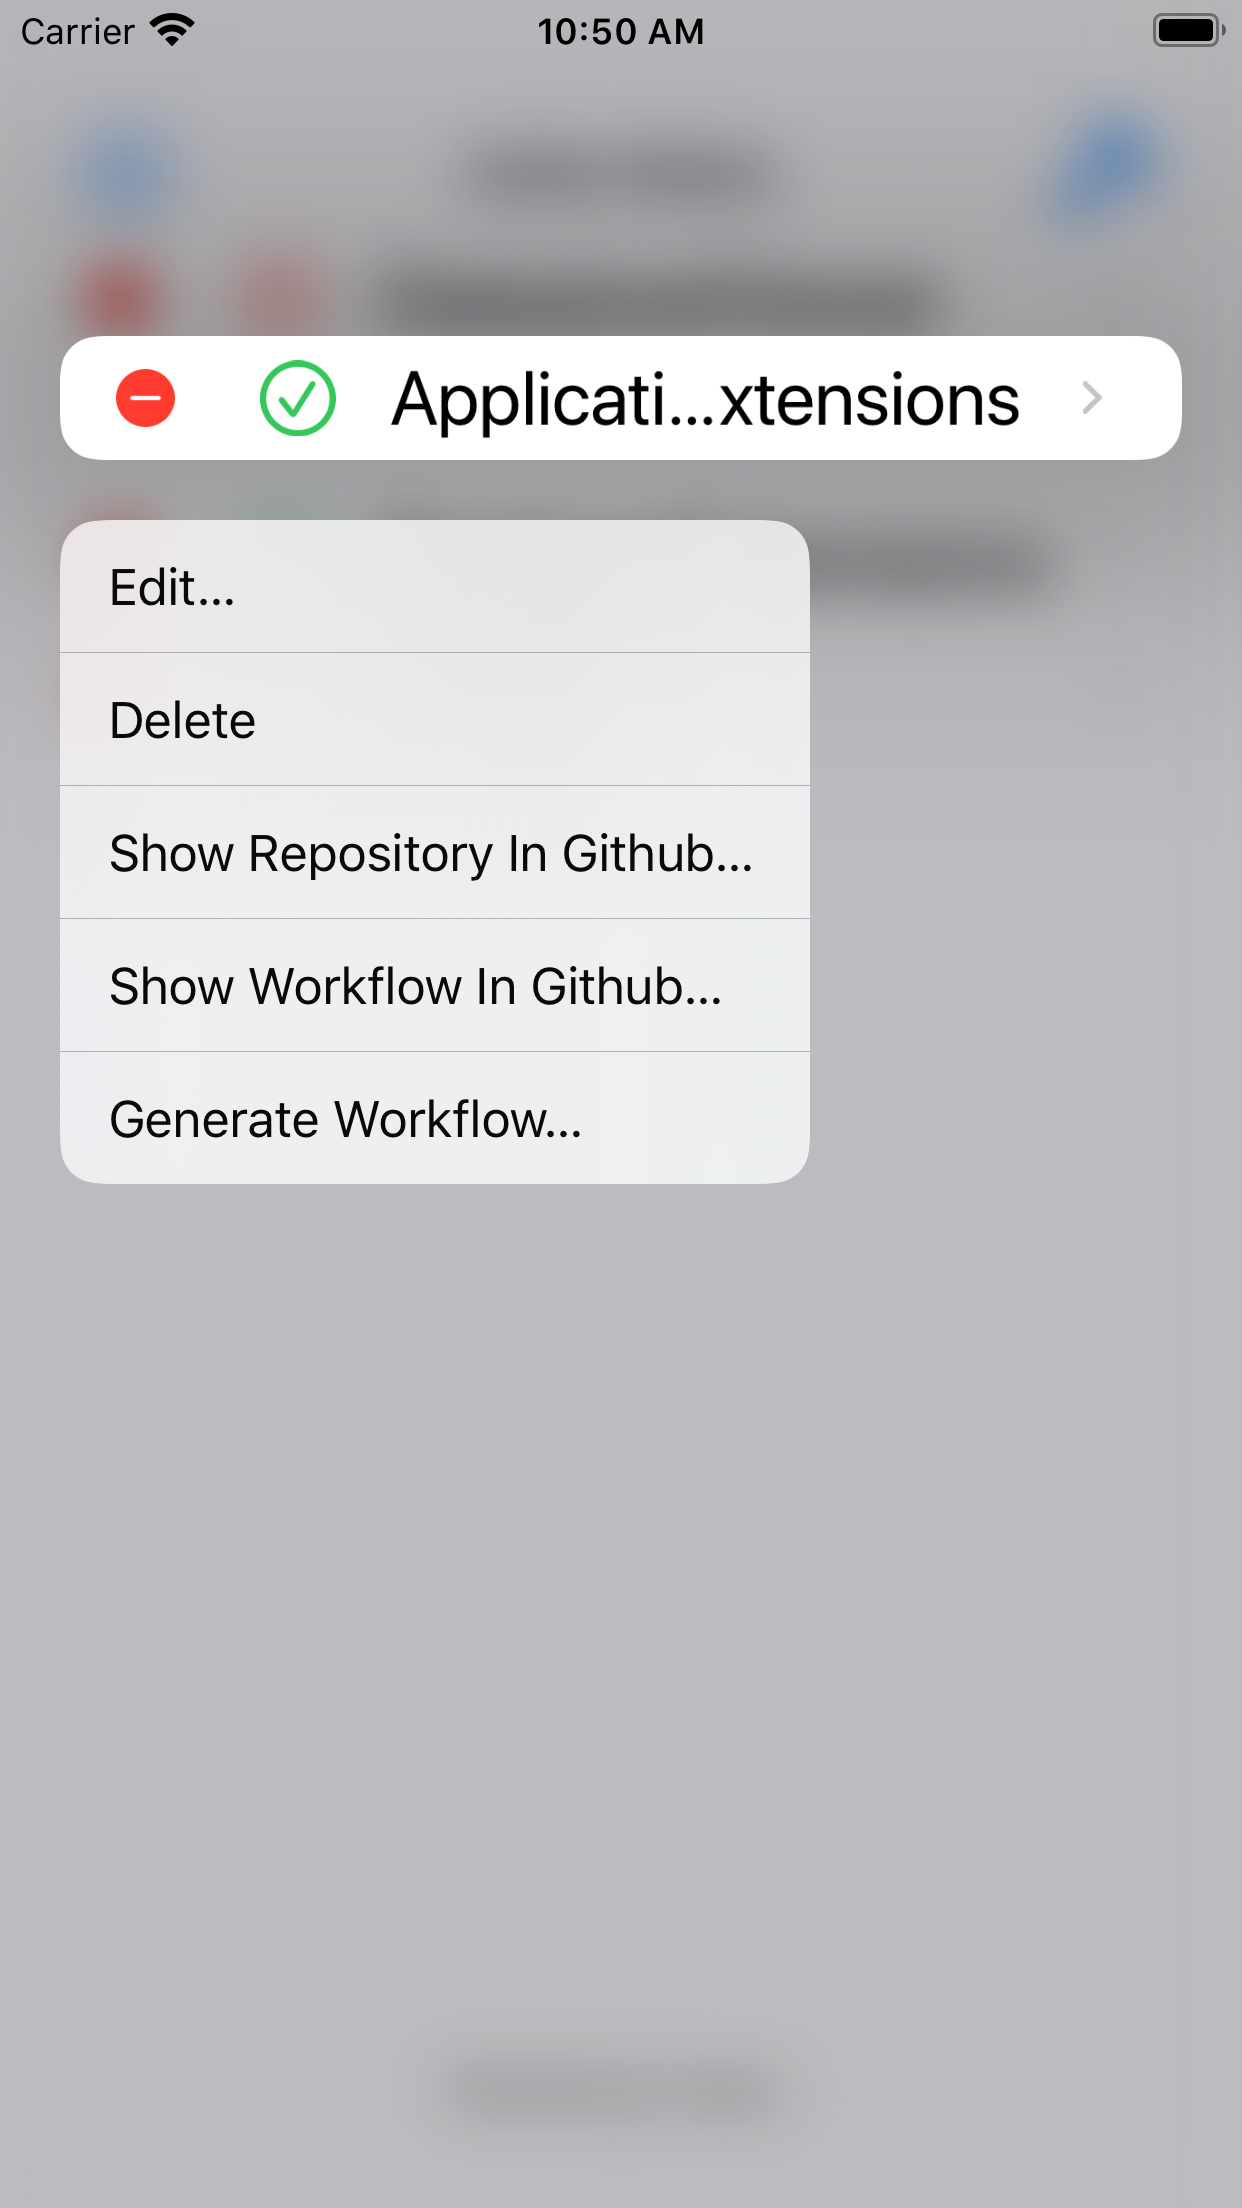 Carrier 10:50 AM
Applicati...xtensions
Edit...
Delete
Show Repository In Github...
Show Workflow In Github...
Generate Workflow...